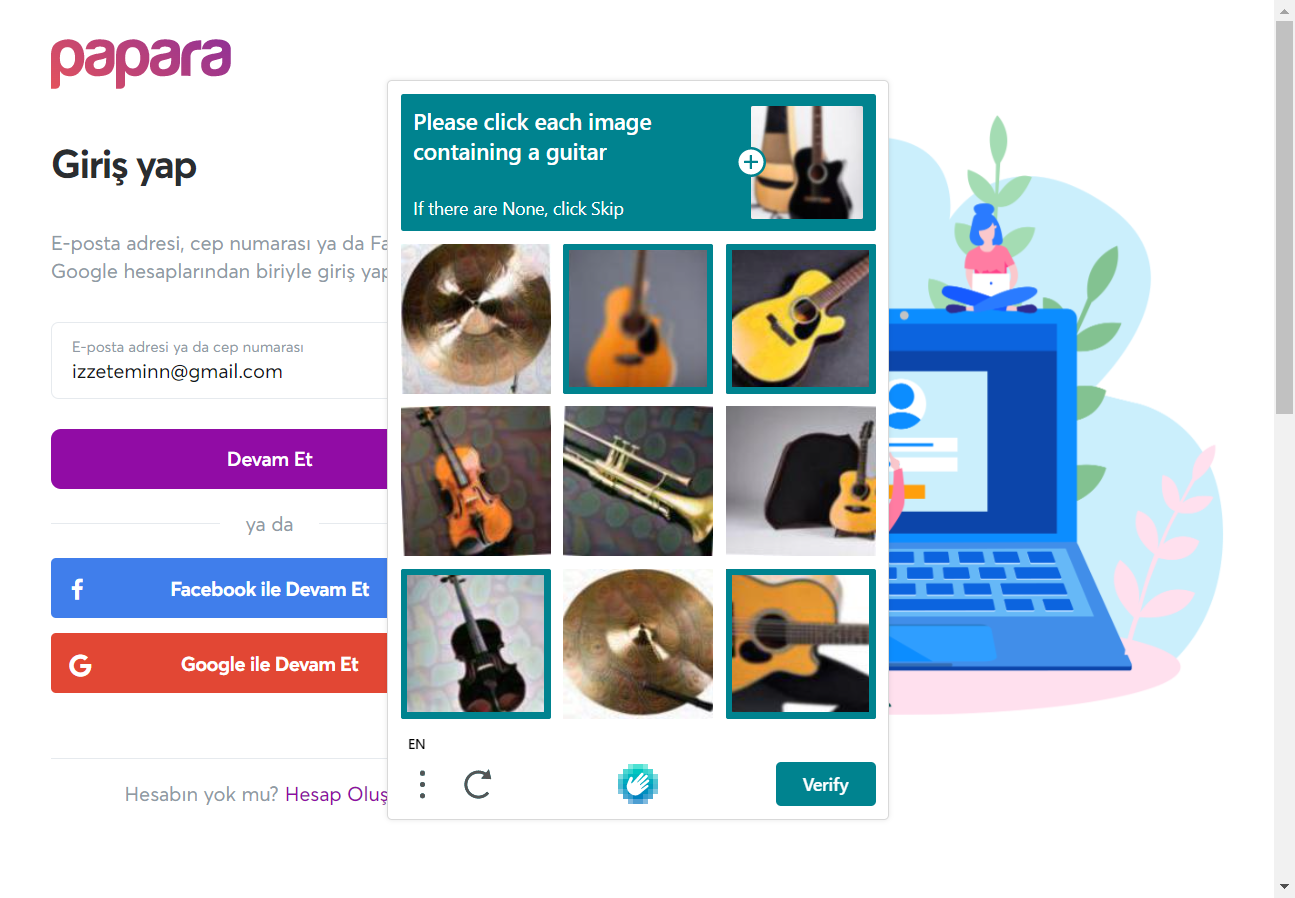 papara
Giriş yap
E-posta adresi, cep numarası ya da Fa
Google hesaplarından biriyle giriş yap
E-posta adresi ya da cep numarası
izzeteminn@gmail.com
Devam Et
ya da
Facebook ile Devam Et
Google ile Devam Et
Hesabın yok mu? Hesap Oluş
Please click each image
containing a guitar
If there are None, click Skip
EN
Verify